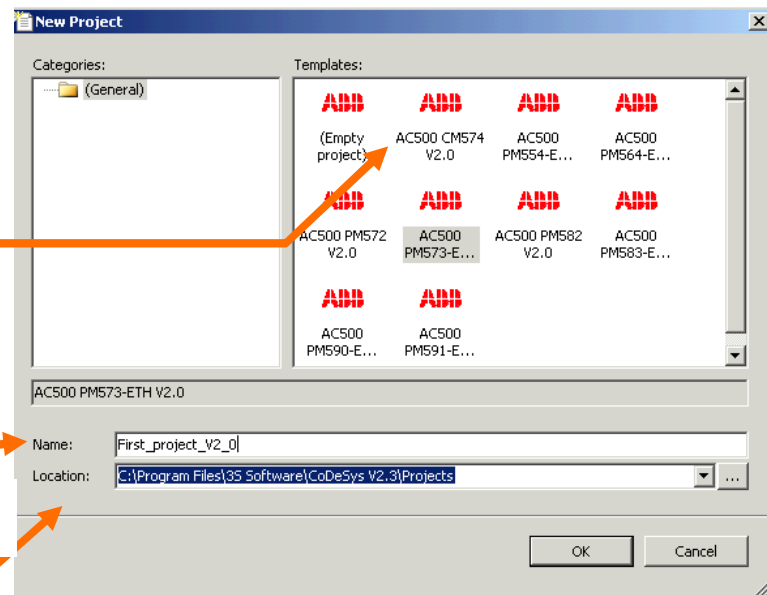 New Project
Categories:
Templates:
(General)
ABB ABB ABB ABB
(Empty project) AC500 CM574 V2.0 AC500 PM554-E... AC500 PM564-E...
ABB ABB ABB ABB
AC500 PM572 V2.0 AC500 PM573-E... AC500 PM582 V2.0 AC500 PM583-E...
ABB ABB
AC500 PM590-E... AC500 PM591-E...
AC500 PM573-ETH V2.0
Name: First_project_V2_0
Location: C:\Program Files\3S Software\CoDeSys V2.3\Projects ...
OK Cancel